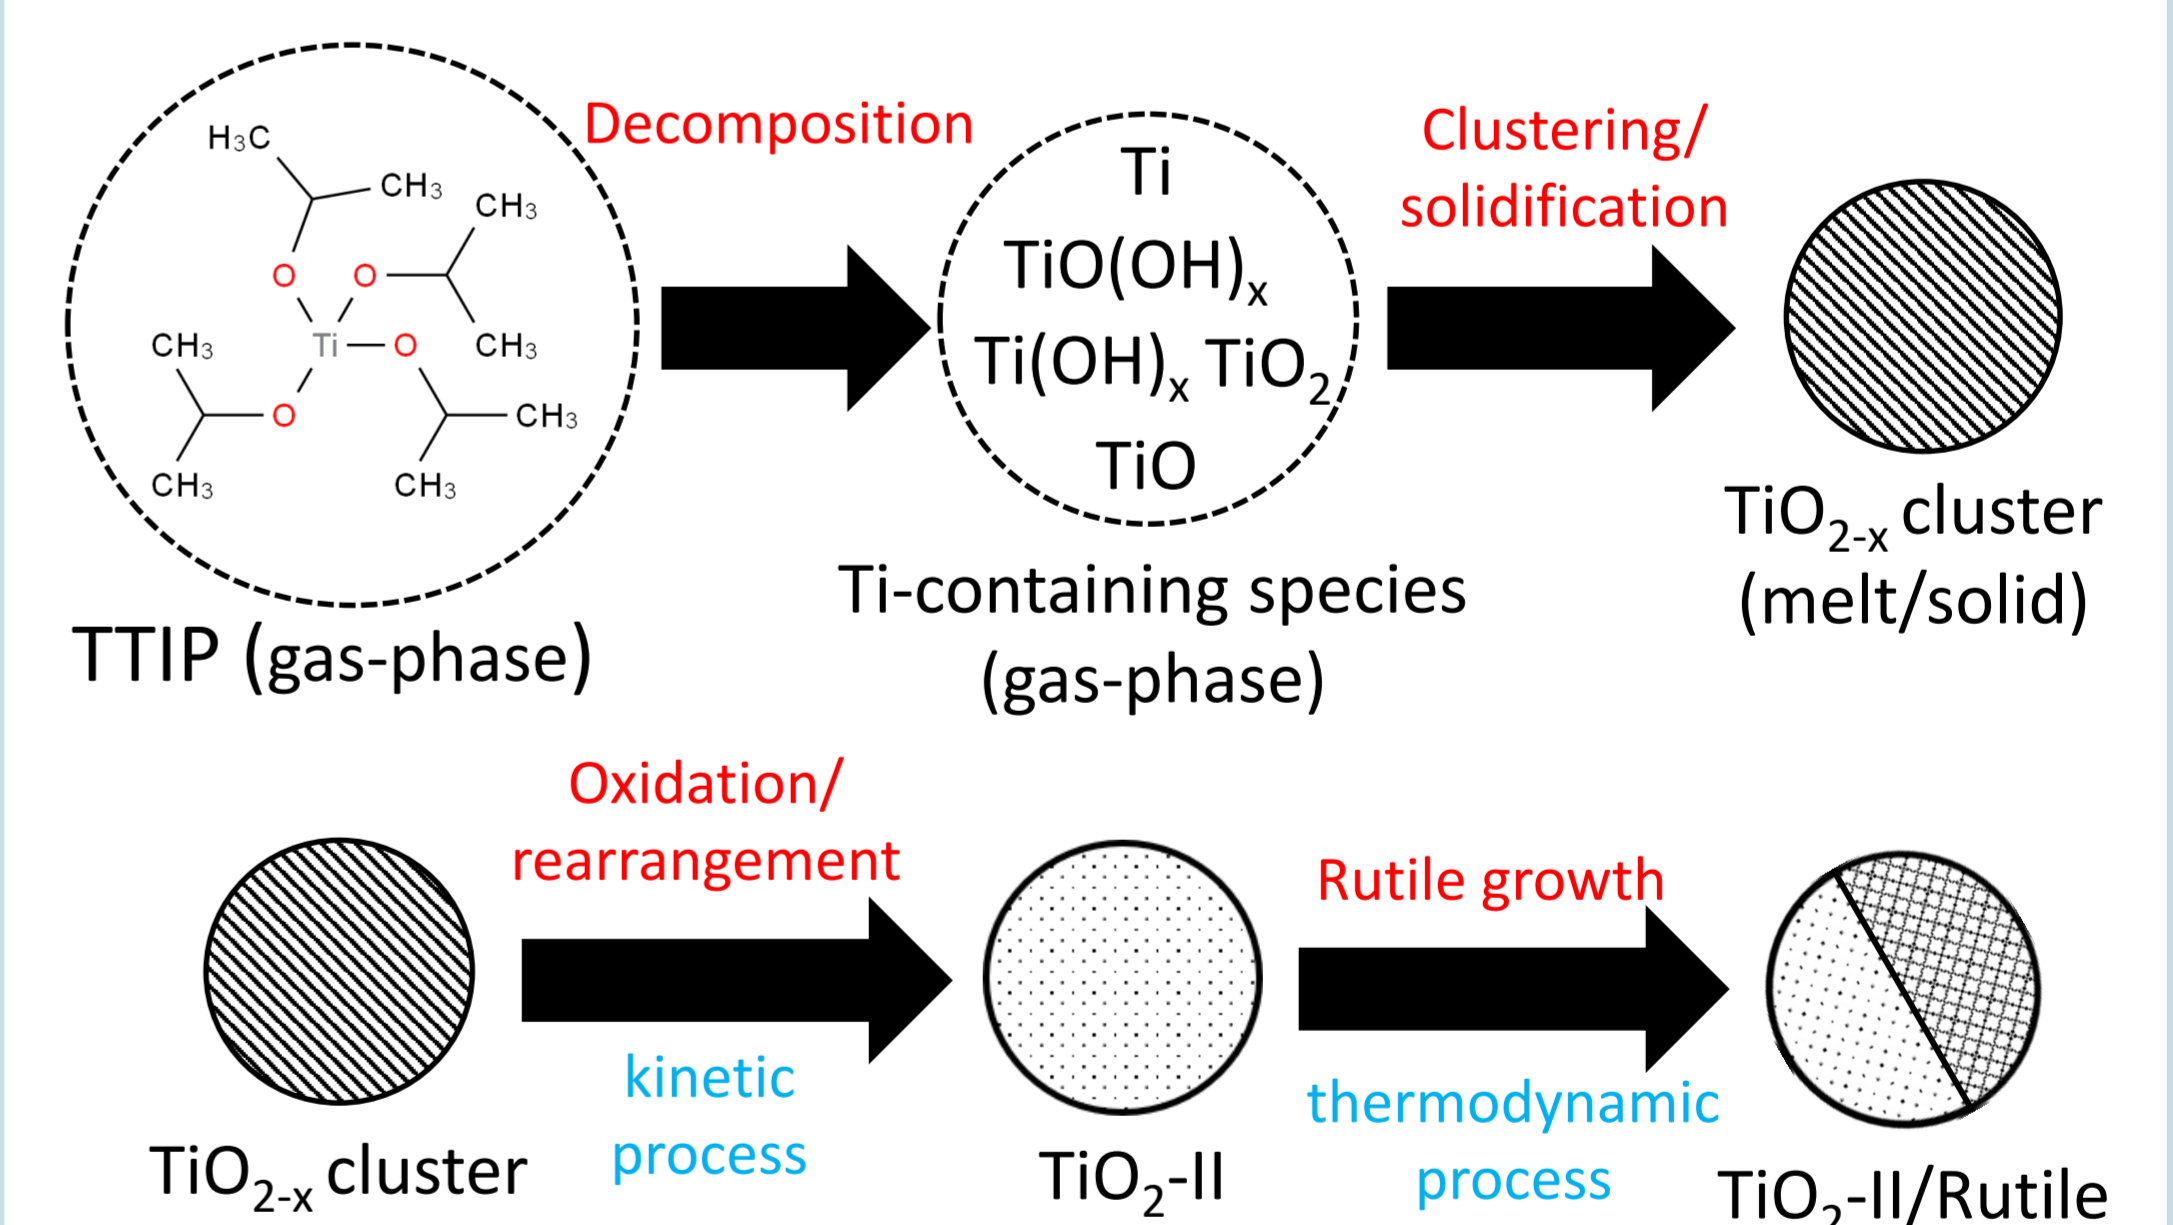 H₃C
CH₃
CH₃
O
O
CH₃
Ti
O
CH₃
O
CH₃
CH₃
CH₃
CH₃
TTIP (gas-phase)
Decomposition
Ti
TiO(OH)ₓ
Ti(OH)ₓ TiO₂
TiO
Ti-containing species
(gas-phase)
Clustering/
solidification
TiO₂₋ₓ cluster
(melt/solid)
TiO₂₋ₓ cluster
Oxidation/
rearrangement
kinetic
process
TiO₂-II
Rutile growth
thermodynamic
process
TiO₂-II/Rutile